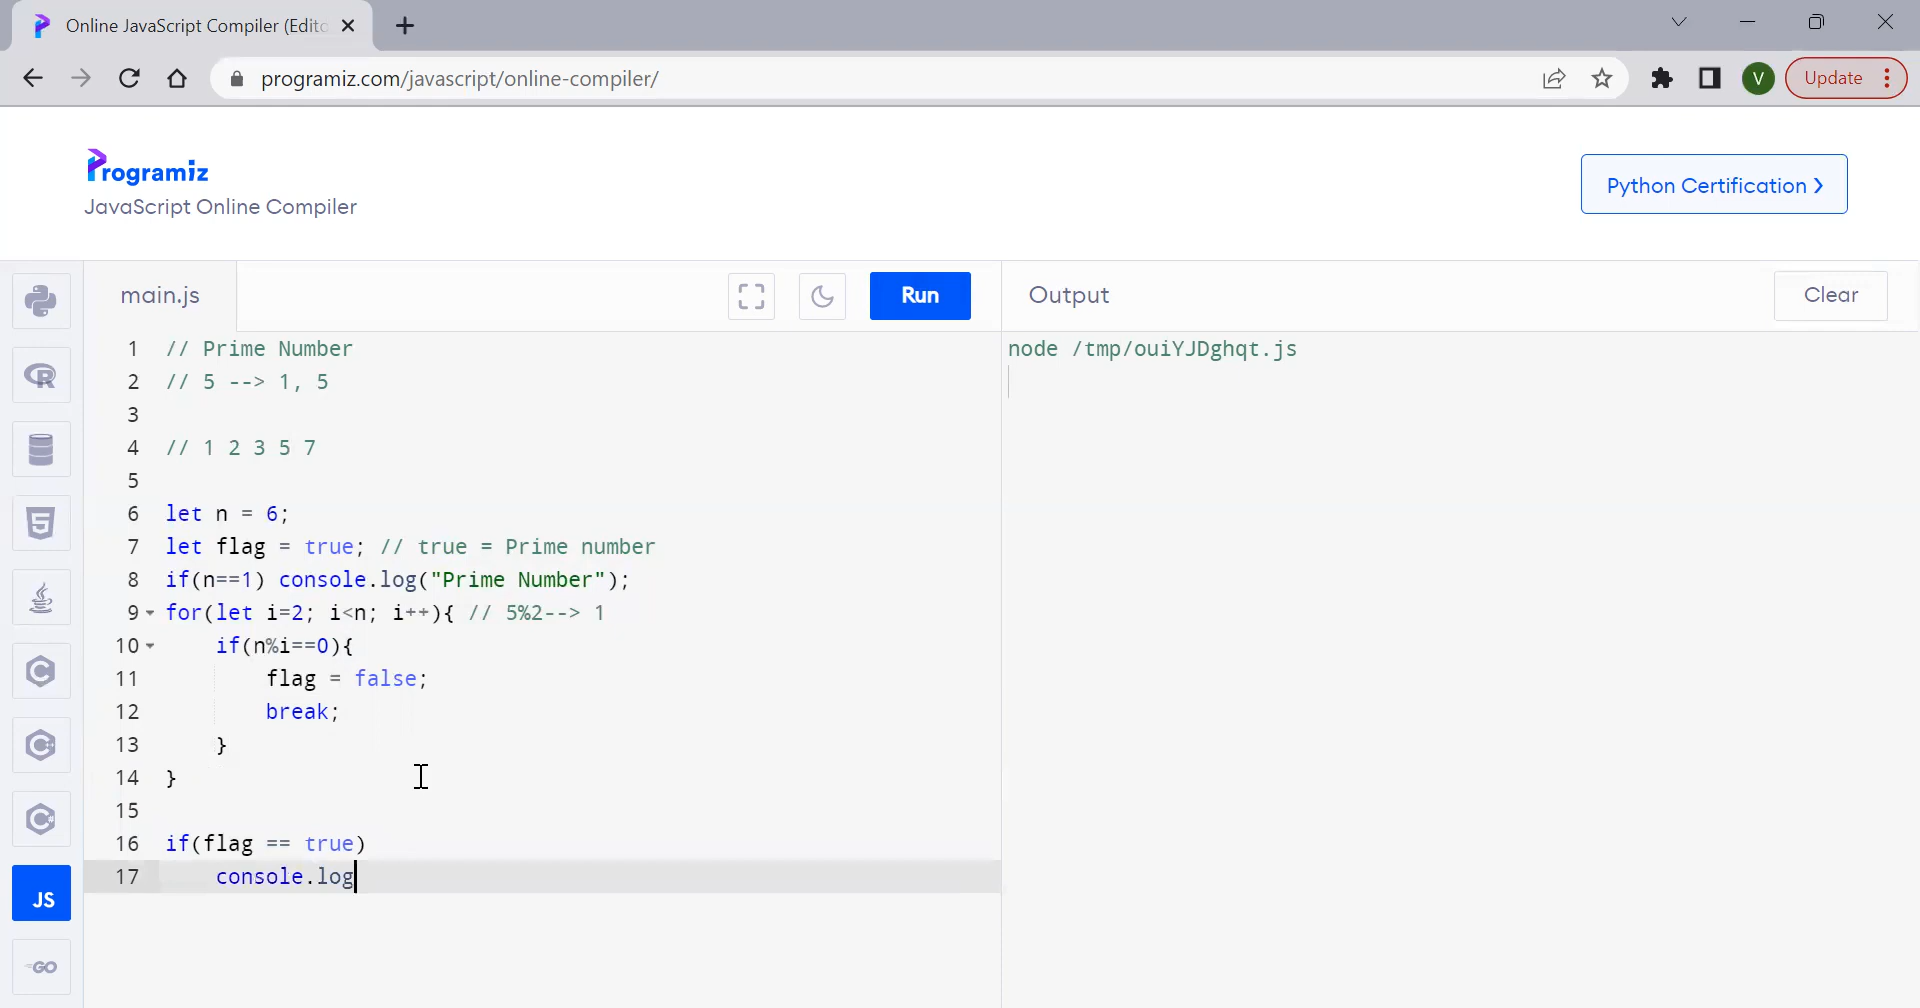 Online JavaScript Compiler (Edito
programiz.com/javascript/online-compiler/
V
Update
Programiz
JavaScript Online Compiler
Python Certification ❯
main.js
Run
Output
Clear
1 // Prime Number
2 // 5 --> 1, 5
3
4 // 1 2 3 5 7
5
6 let n = 6;
7 let flag = true; // true = Prime number
8 if(n==1) console.log("Prime Number");
9 for(let i=2; i<n; i++){ // 5%2--> 1
10     if(n%i==0){
11         flag = false;
12         break;
13     }
14 }
15
16 if(flag == true)
17     console.log
node /tmp/ouiYJDghqt.js
R
5
C
C
C
JS
GO